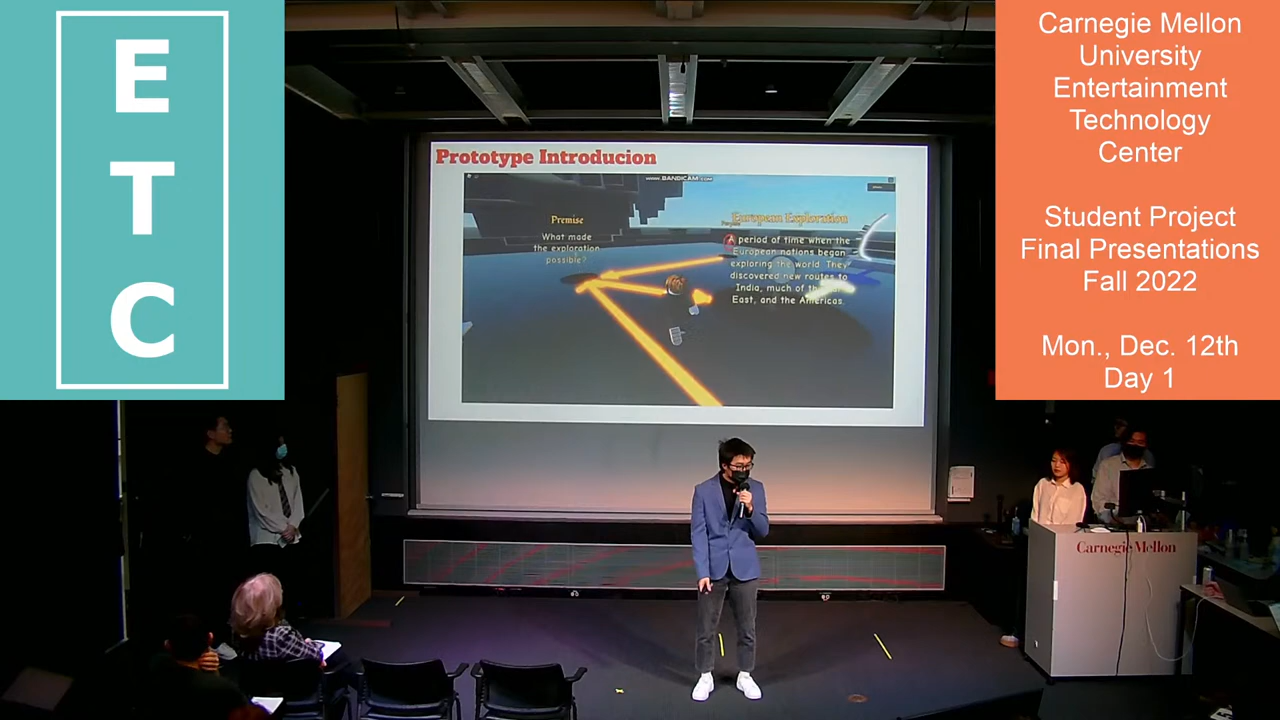 E
T
C
Carnegie Mellon
University
Entertainment
Technology
Center
Student Project
Final Presentations
Fall 2022
Mon., Dec. 12th
Day 1
Prototype Introducion
www.BANDICAM.com
Premise
What made
the exploration
possible?
European Exploration
A period of time when the
European nations began
exploring the world. They
discovered new routes to
India, much of the
East, and the Americas.
Carnegie Mellon